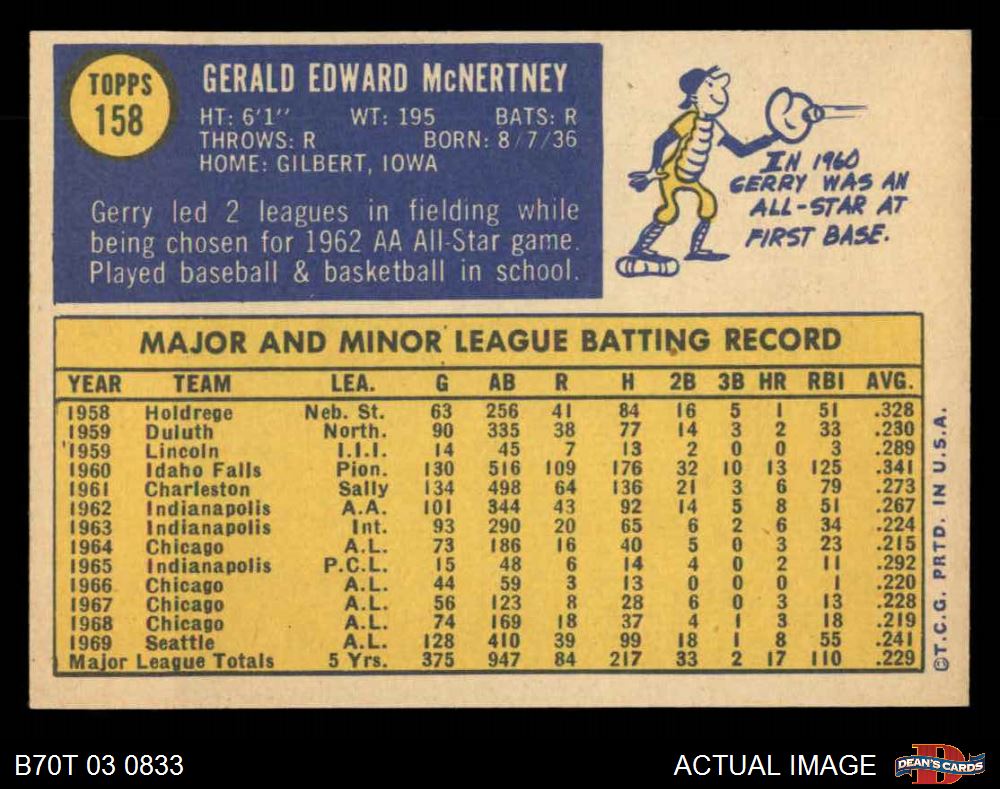 TOPPS
158
GERALD EDWARD McNERTNEY
HT: 6'1" WT: 195 BATS: R
THROWS: R BORN: 8/7/36
HOME: GILBERT, IOWA
Gerry led 2 leagues in fielding while
being chosen for 1962 AA All-Star game.
Played baseball & basketball in school.
IN 1960
GERRY WAS AN
ALL-STAR AT
FIRST BASE.
MAJOR AND MINOR LEAGUE BATTING RECORD
YEAR TEAM LEA. G AB R H 2B 3B HR RBI AVG.
1958 Holdrege Neb. St. 63 256 41 84 16 5 1 51 .328
1959 Duluth North. 90 335 38 77 14 3 2 33 .230
1959 Lincoln I.I.I. 14 45 7 13 2 0 0 3 .289
1960 Idaho Falls Pion. 130 516 109 176 32 10 13 125 .341
1961 Charleston Sally 134 498 64 136 21 3 6 79 .273
1962 Indianapolis A.A. 101 344 43 92 14 5 8 51 .267
1963 Indianapolis Int. 93 290 20 65 6 2 6 34 .224
1964 Chicago A.L. 73 186 16 40 5 0 3 23 .215
1965 Indianapolis P.C.L. 15 48 6 14 4 0 2 11 .292
1966 Chicago A.L. 44 59 3 13 0 0 0 1 .220
1967 Chicago A.L. 56 123 8 28 6 0 3 13 .228
1968 Chicago A.L. 74 169 18 37 4 1 3 18 .219
1969 Seattle A.L. 128 410 39 99 18 1 8 55 .241
Major League Totals 5 Yrs. 375 947 84 217 33 2 17 110 .229
©T.C.G. PRTD. IN U.S.A.
B70T 03 0833
ACTUAL IMAGE
D
DEAN'S CARDS